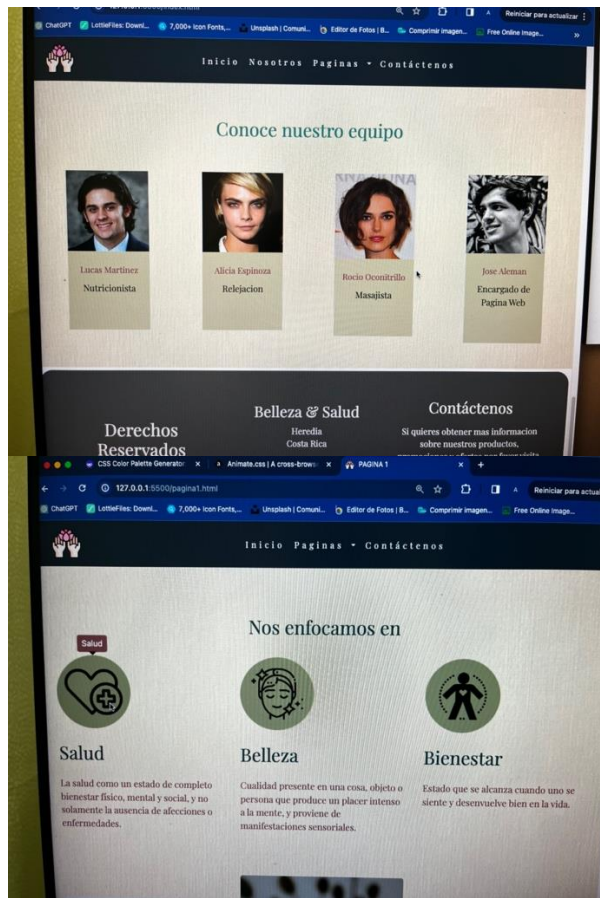 127.0.0.1:5500/index.html
Reiniciar para actualizar
ChatGPT LottieFiles: Downl... 7,000+ Icon Fonts,... Unsplash | Comuni... Editor de Fotos | B... Comprimir imagen... Free Online Image... »
Inicio Nosotros Paginas Contáctenos
Conoce nuestro equipo
Lucas Martinez
Nutricionista
Alicia Espinoza
Relejacion
Rocio Oconitrillo
Masajista
Jose Aleman
Encargado de
Pagina Web
Derechos
Reservados
Belleza & Salud
Heredia
Costa Rica
Contáctenos
Si quieres obtener mas informacion
sobre nuestros productos,
CSS Color Palette Generator × a Animate.css | A cross-brows × PAGINA 1 × +
127.0.0.1:5500/pagina1.html
Reiniciar para actual
ChatGPT LottieFiles: Downl... 7,000+ Icon Fonts,... Unsplash | Comuni... Editor de Fotos | B... Comprimir imagen... Free Online Image...
Inicio Paginas Contáctenos
Nos enfocamos en
Salud
Salud
La salud como un estado de completo
bienestar físico, mental y social, y no
solamente la ausencia de afecciones o
enfermedades.
Belleza
Cualidad presente en una cosa, objeto o
persona que produce un placer intenso
a la mente, y proviene de
manifestaciones sensoriales.
Bienestar
Estado que se alcanza cuando uno se
siente y desenvuelve bien en la vida.